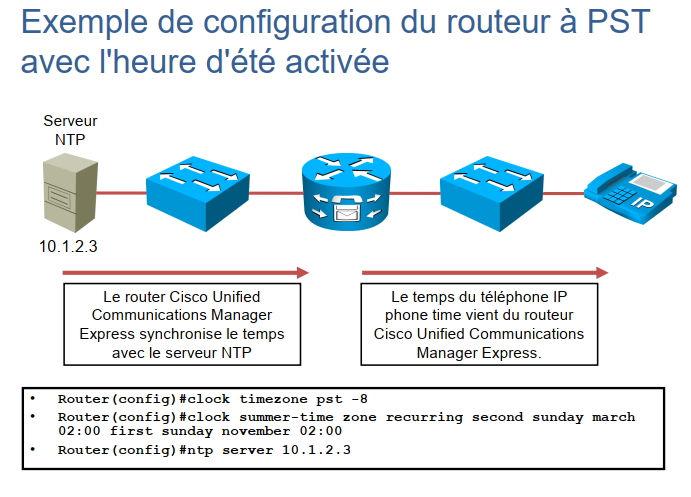 Exemple de configuration du routeur à PST
avec l'heure d'été activée
Serveur
NTP
IP
10.1.2.3
Le router Cisco Unified
Communications Manager
Express synchronise le temps
avec le serveur NTP
Le temps du téléphone IP
phone time vient du routeur
Cisco Unified Communications
Manager Express.
• Router(config)#clock timezone pst -8
• Router(config)#clock summer-time zone recurring second sunday march
02:00 first sunday november 02:00
• Router(config)#ntp server 10.1.2.3